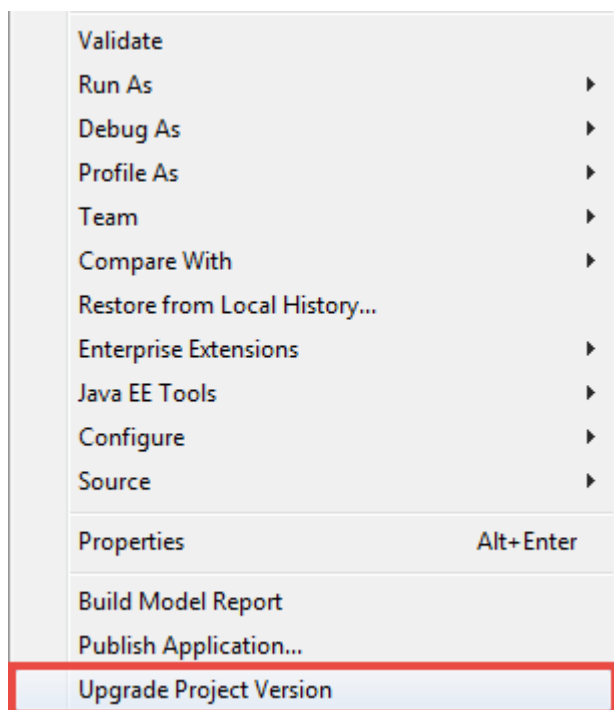 Validate
Run As
Debug As
Profile As
Team
Compare With
Restore from Local History...
Enterprise Extensions
Java EE Tools
Configure
Source
Properties Alt+Enter
Build Model Report
Publish Application...
Upgrade Project Version